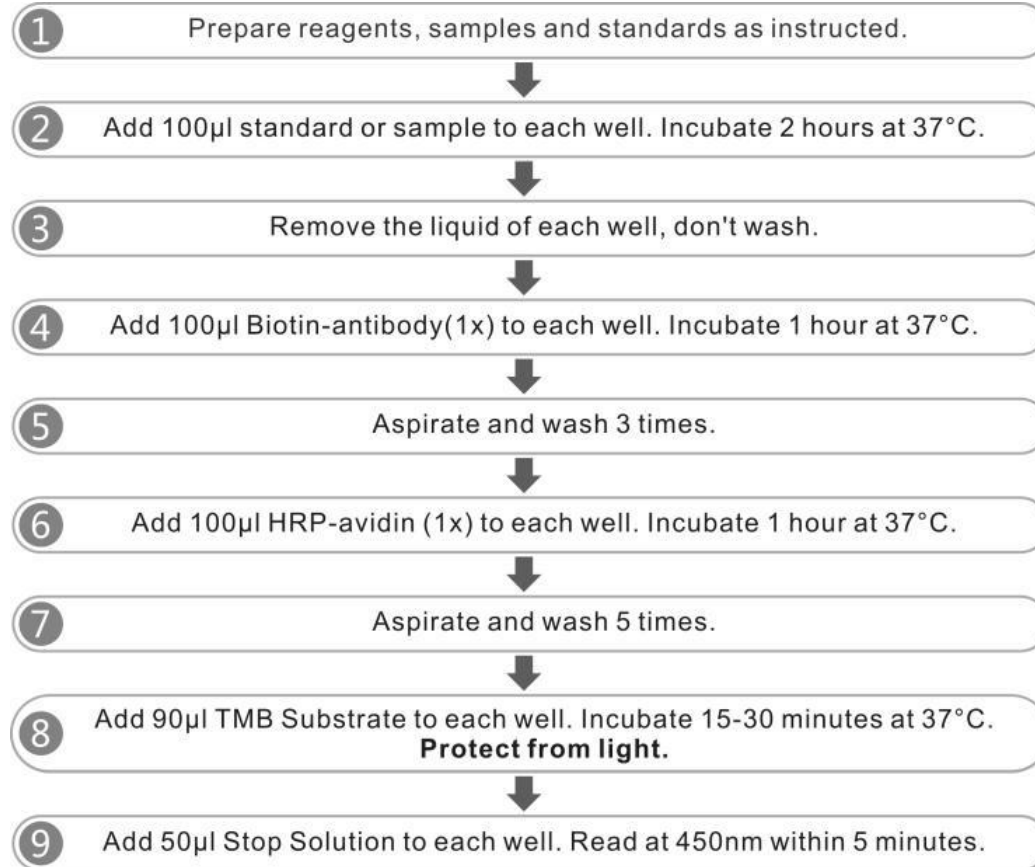 1 Prepare reagents, samples and standards as instructed.
2 Add 100µl standard or sample to each well. Incubate 2 hours at 37°C.
3 Remove the liquid of each well, don't wash.
4 Add 100µl Biotin-antibody(1x) to each well. Incubate 1 hour at 37°C.
5 Aspirate and wash 3 times.
6 Add 100µl HRP-avidin (1x) to each well. Incubate 1 hour at 37°C.
7 Aspirate and wash 5 times.
8 Add 90µl TMB Substrate to each well. Incubate 15-30 minutes at 37°C.
Protect from light.
9 Add 50µl Stop Solution to each well. Read at 450nm within 5 minutes.